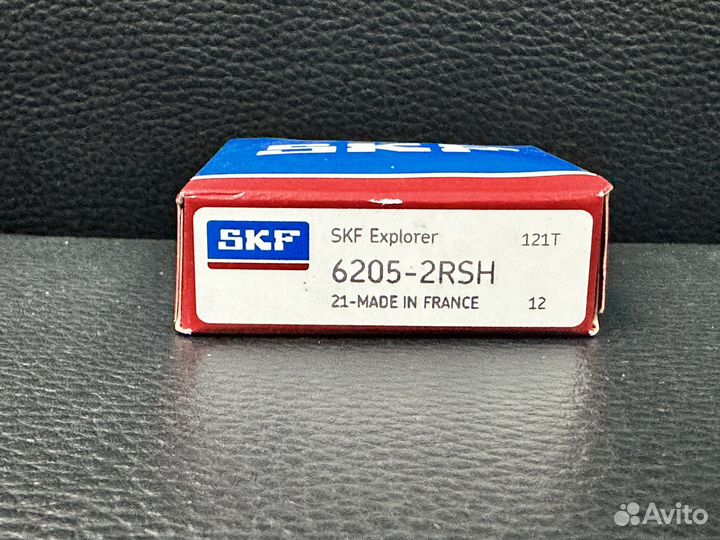 SKF
SKF
SKF Explorer 121T
6205-2RSH
21-MADE IN FRANCE 12
Avito